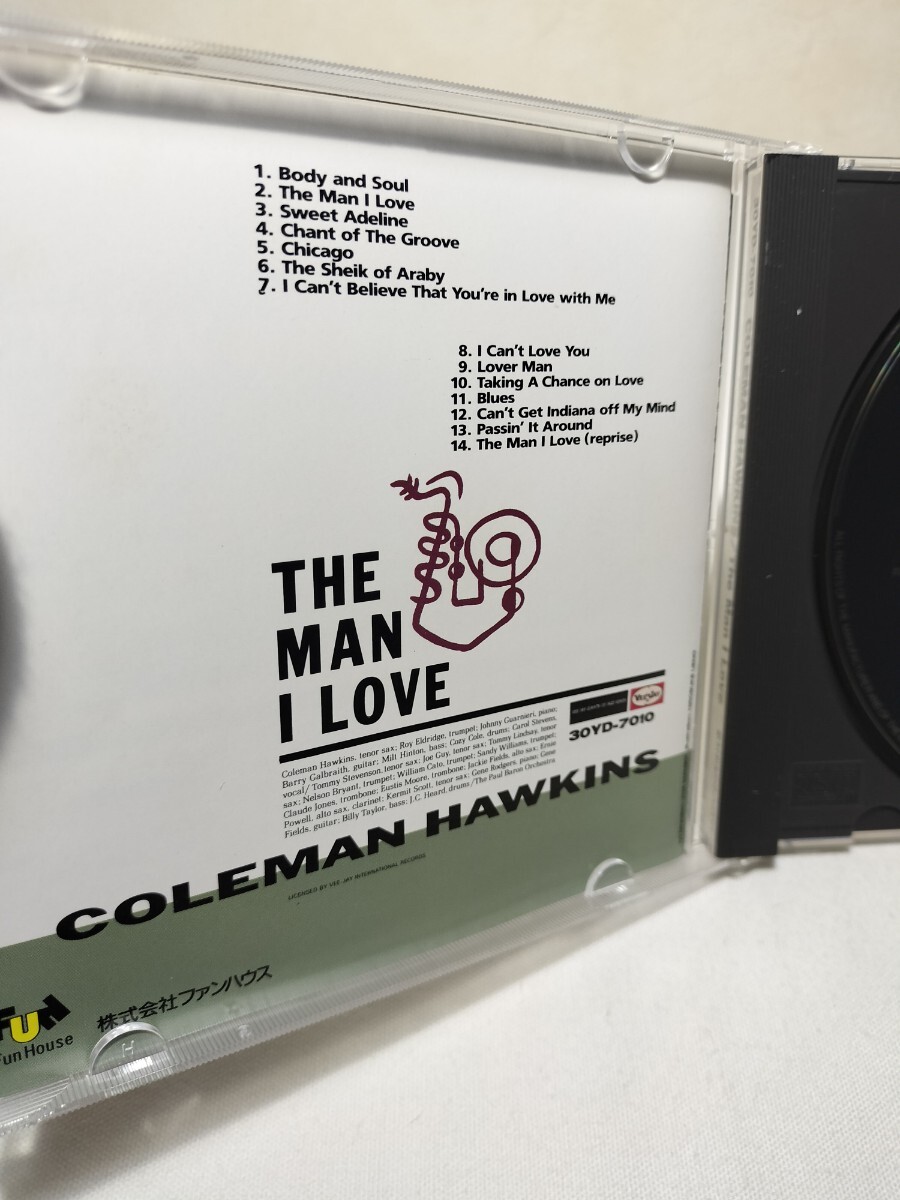 1. Body and Soul
2. The Man I Love
3. Sweet Adeline
4. Chant of The Groove
5. Chicago
6. The Sheik of Araby
7. I Can't Believe That You're in Love with Me
8. I Can't Love You
9. Lover Man
10. Taking A Chance on Love
11. Blues
12. Can't Get Indiana off My Mind
13. Passin' It Around
14. The Man I Love (reprise)
THE
MAN
I LOVE
30YD-7010
Coleman Hawkins, tenor sax; Roy Eldridge, trumpet; Johnny Guarnieri, piano;
Barry Galbraith, guitar; Milt Hinton, bass; Cozy Cole, drums; Carol Stevens,
vocal/ Tommy Stevenson, tenor sax; Joe Guy, tenor sax; Tommy Lindsay, tenor
sax; Nelson Bryant, trumpet; William Cato, trumpet; Sandy Williams, trumpet;
Claude Jones, trombone; Eustis Moore, trombone; Jackie Fields, alto sax; Ernie
Powell, alto sax, clarinet; Kermit Scott, tenor sax; Gene Rodgers, piano; Gene
Fields, guitar; Billy Taylor, bass; J.C. Heard, drums /The Paul Baron Orchestra
COLEMAN HAWKINS
LICENSED BY VEE JAY INTERNATIONAL RECORDS
Fun
Fun House
株式会社ファンハウス